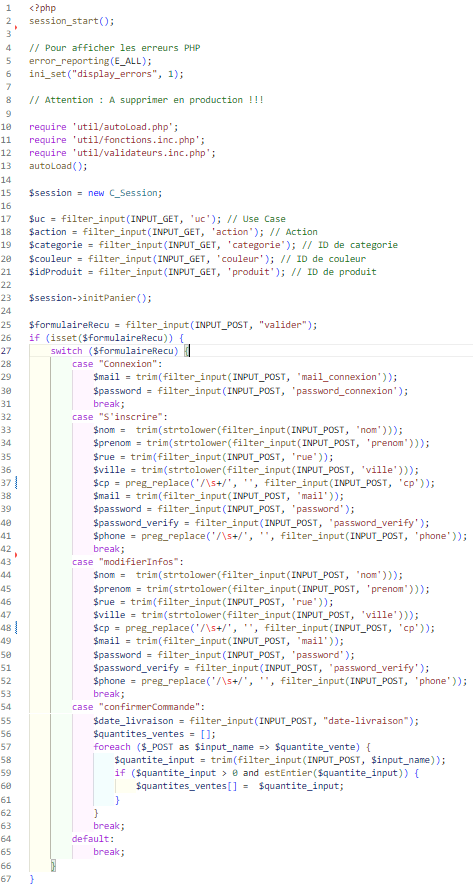 1 <?php
2 session_start();
3
4 // Pour afficher les erreurs PHP
5 error_reporting(E_ALL);
6 ini_set("display_errors", 1);
7
8 // Attention : A supprimer en production !!!
9
10 require 'util/autoLoad.php';
11 require 'util/fonctions.inc.php';
12 require 'util/validateurs.inc.php';
13 autoLoad();
14
15 $session = new C_Session;
16
17 $uc = filter_input(INPUT_GET, 'uc'); // Use Case
18 $action = filter_input(INPUT_GET, 'action'); // Action
19 $categorie = filter_input(INPUT_GET, 'categorie'); // ID de categorie
20 $couleur = filter_input(INPUT_GET, 'couleur'); // ID de couleur
21 $idProduit = filter_input(INPUT_GET, 'produit'); // ID de produit
22
23 $session->initPanier();
24
25 $formulaireRecu = filter_input(INPUT_POST, "valider");
26 if (isset($formulaireRecu)) {
27     switch ($formulaireRecu) {
28         case "Connexion":
29             $mail = trim(filter_input(INPUT_POST, 'mail_connexion'));
30             $password = filter_input(INPUT_POST, 'password_connexion');
31             break;
32         case "S'inscrire":
33             $nom =  trim(strtolower(filter_input(INPUT_POST, 'nom')));
34             $prenom = trim(strtolower(filter_input(INPUT_POST, 'prenom')));
35             $rue = trim(filter_input(INPUT_POST, 'rue'));
36             $ville = trim(strtolower(filter_input(INPUT_POST, 'ville')));
37             $cp = preg_replace('/\s+/', '', filter_input(INPUT_POST, 'cp'));
38             $mail = trim(filter_input(INPUT_POST, 'mail'));
39             $password = filter_input(INPUT_POST, 'password');
40             $password_verify = filter_input(INPUT_POST, 'password_verify');
41             $phone = preg_replace('/\s+/', '', filter_input(INPUT_POST, 'phone'));
42             break;
43         case "modifierInfos":
44             $nom =  trim(strtolower(filter_input(INPUT_POST, 'nom')));
45             $prenom = trim(strtolower(filter_input(INPUT_POST, 'prenom')));
46             $rue = trim(filter_input(INPUT_POST, 'rue'));
47             $ville = trim(strtolower(filter_input(INPUT_POST, 'ville')));
48             $cp = preg_replace('/\s+/', '', filter_input(INPUT_POST, 'cp'));
49             $mail = trim(filter_input(INPUT_POST, 'mail'));
50             $password = filter_input(INPUT_POST, 'password');
51             $password_verify = filter_input(INPUT_POST, 'password_verify');
52             $phone = preg_replace('/\s+/', '', filter_input(INPUT_POST, 'phone'));
53             break;
54         case "confirmerCommande":
55             $date_livraison = filter_input(INPUT_POST, "date-livraison");
56             $quantites_ventes = [];
57             foreach ($_POST as $input_name => $quantite_vente) {
58                 $quantite_input = trim(filter_input(INPUT_POST, $input_name));
59                 if ($quantite_input > 0 and estEntier($quantite_input)) {
60                     $quantites_ventes[] =  $quantite_input;
61                 }
62             }
63             break;
64         default:
65             break;
66     }
67 }